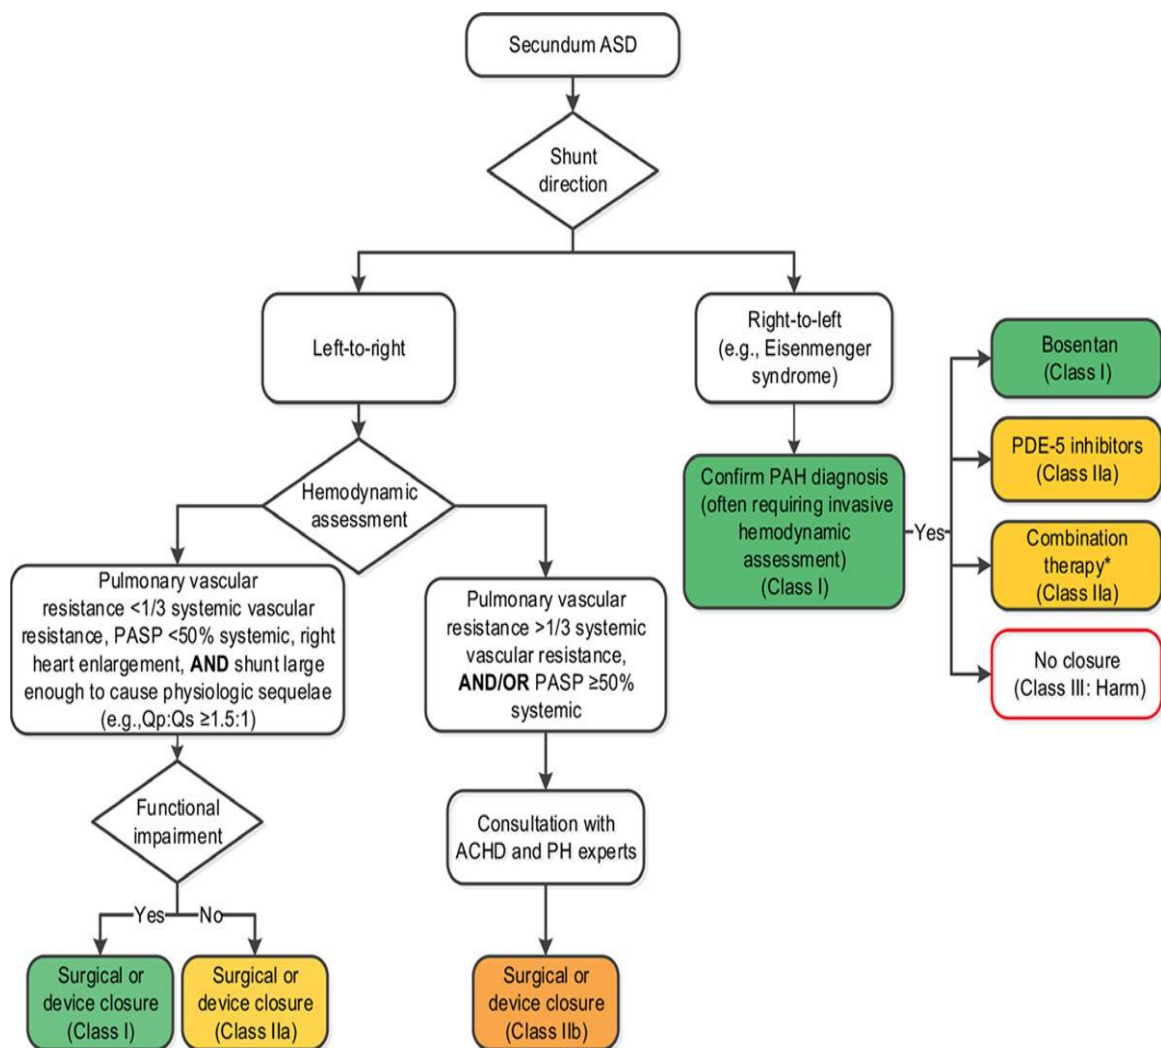 Secundum ASD
Shunt
direction
Left-to-right
Right-to-left
(e.g., Eisenmenger
syndrome)
Hemodynamic
assessment
Confirm PAH diagnosis
(often requiring invasive
hemodynamic
assessment)
(Class I)
Yes
Bosentan
(Class I)
PDE-5 inhibitors
(Class IIa)
Combination
therapy*
(Class IIa)
No closure
(Class III: Harm)
Pulmonary vascular
resistance <1/3 systemic vascular
resistance, PASP <50% systemic, right
heart enlargement, AND shunt large
enough to cause physiologic sequelae
(e.g.,Qp:Qs ≥1.5:1)
Pulmonary vascular
resistance >1/3 systemic
vascular resistance,
AND/OR PASP ≥50%
systemic
Functional
impairment
Consultation with
ACHD and PH experts
Yes
No
Surgical or
device closure
(Class I)
Surgical or
device closure
(Class IIa)
Surgical or
device closure
(Class IIb)